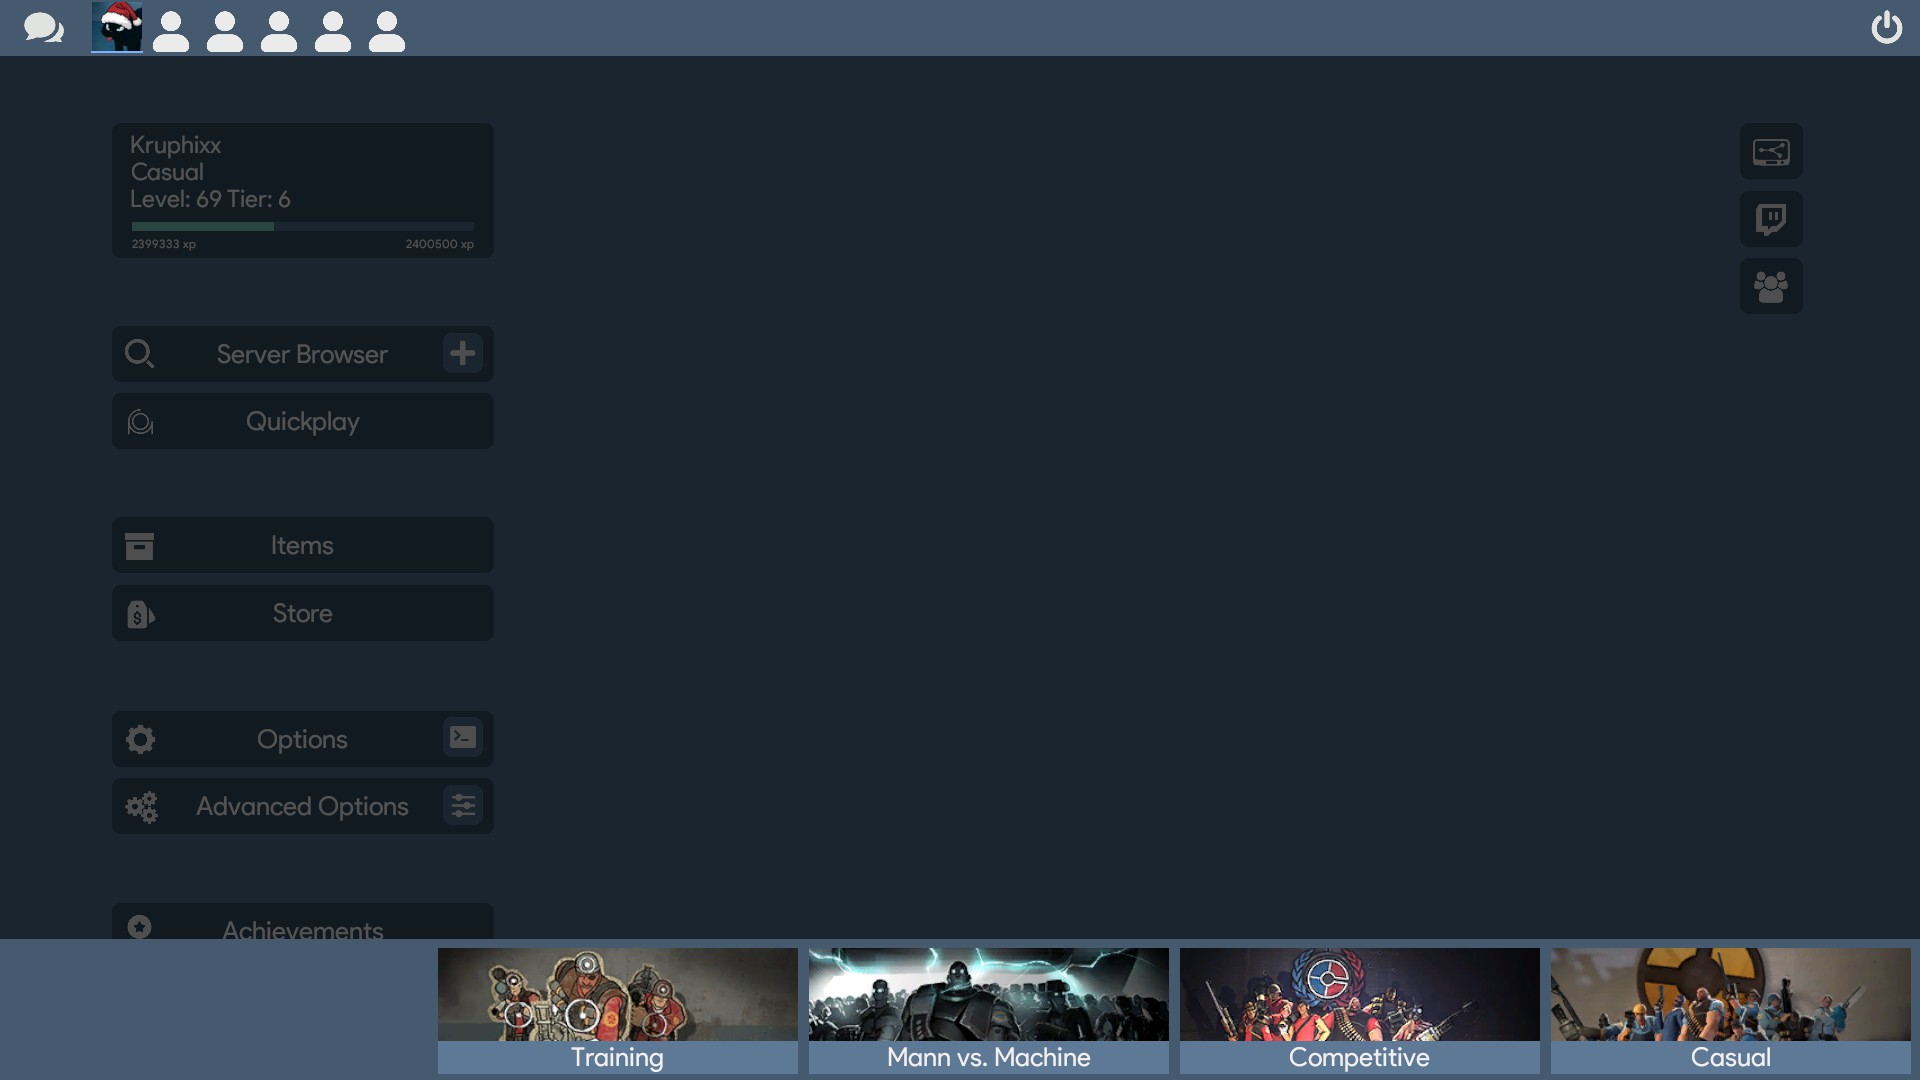 Kruphixx
Casual
Level: 69 Tier: 6
2399333 xp
2400500 xp
Server Browser
Quickplay
Items
Store
Options
Advanced Options
Achievements
Training
Mann vs. Machine
Competitive
Casual